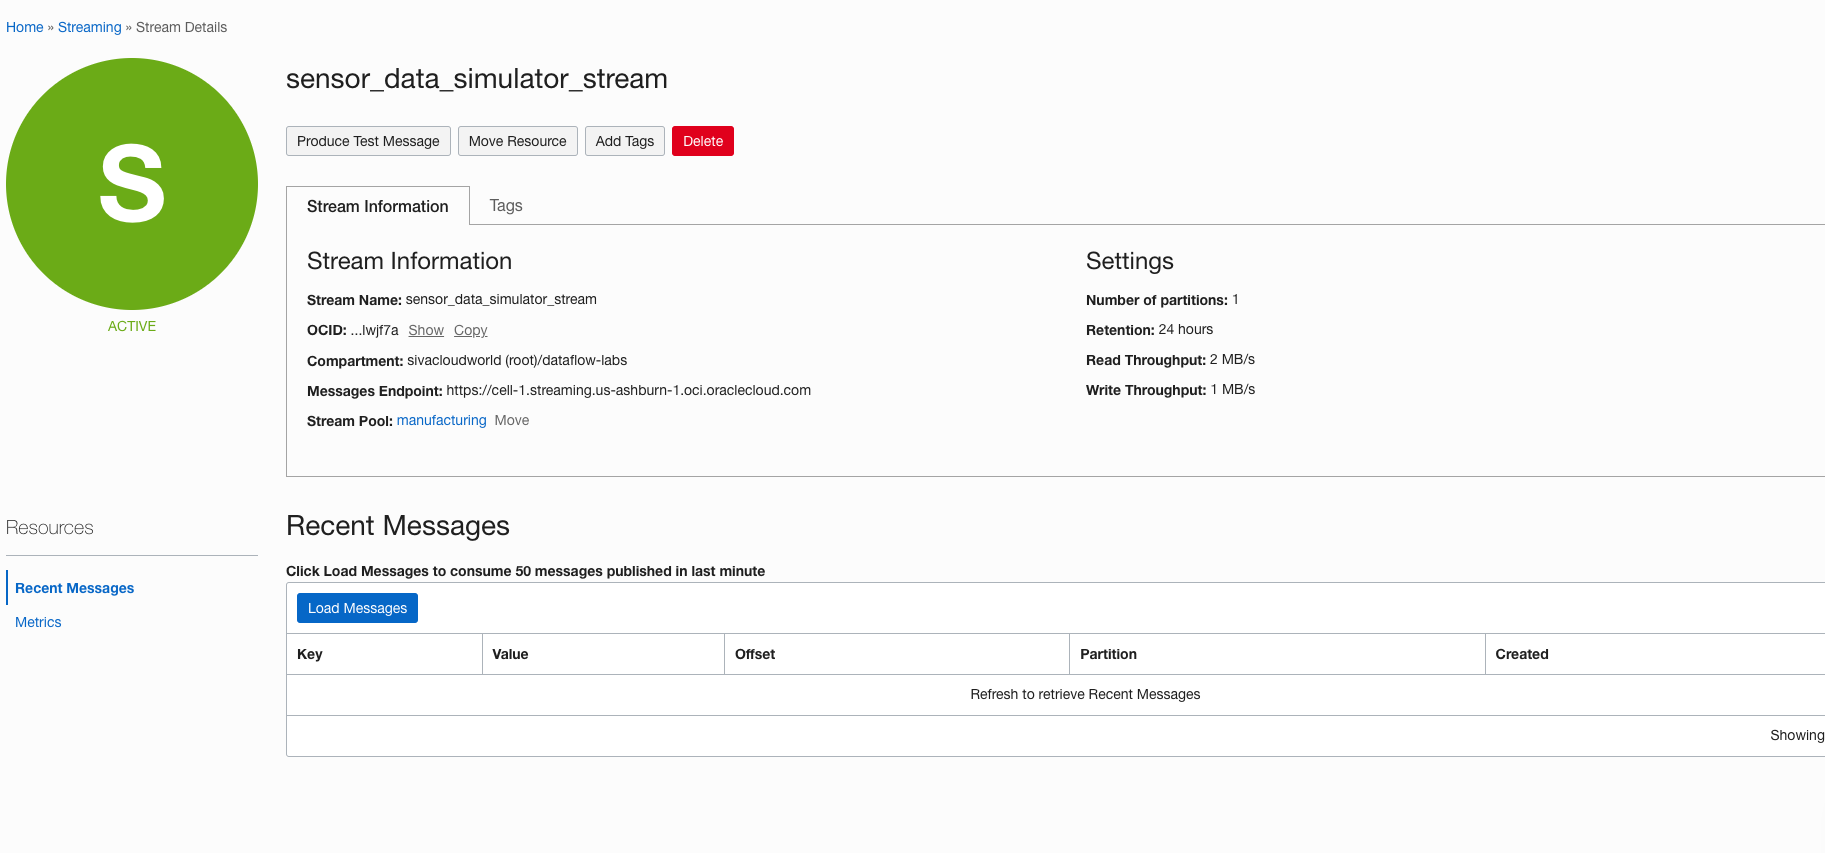 Home » Streaming » Stream Details
S
ACTIVE
sensor_data_simulator_stream
Produce Test Message Move Resource Add Tags Delete
Stream Information Tags
Stream Information
Stream Name: sensor_data_simulator_stream
OCID: ...lwjf7a Show Copy
Compartment: sivacloudworld (root)/dataflow-labs
Messages Endpoint: https://cell-1.streaming.us-ashburn-1.oci.oraclecloud.com
Stream Pool: manufacturing Move
Settings
Number of partitions: 1
Retention: 24 hours
Read Throughput: 2 MB/s
Write Throughput: 1 MB/s
Resources
Recent Messages
Metrics
Recent Messages
Click Load Messages to consume 50 messages published in last minute
Load Messages
Key Value Offset Partition Created
Refresh to retrieve Recent Messages
Showing